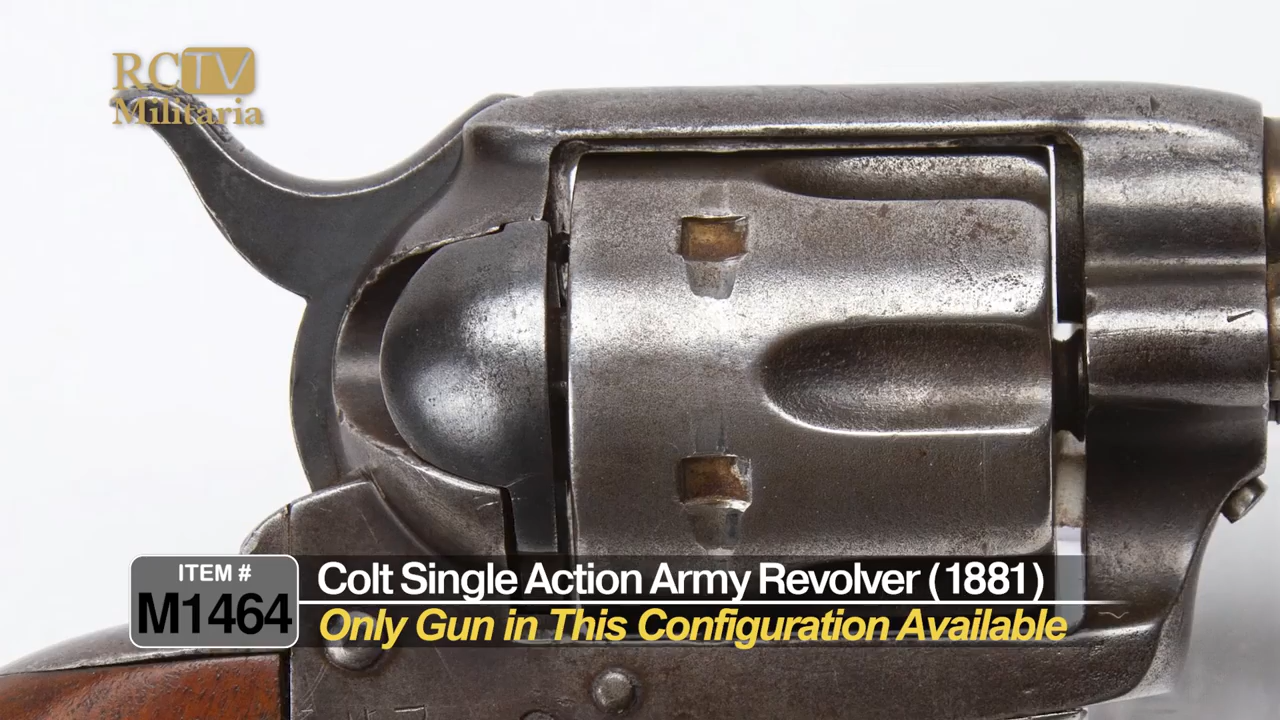 RCTV
Militaria
ITEM #
M1464
Colt Single Action Army Revolver (1881)
Only Gun in This Configuration Available